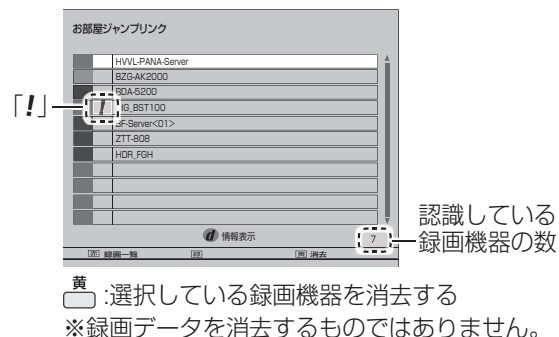 お部屋ジャンプリンク
HVVL-PANA-Server
BZG-AK2000
RDA-5200
「!」
!
IG_BST100
SF-Server<01>
ZTT-808
HDR_FGH
d 情報表示
7
認識している
録画機器の数
赤 録画一覧 緑 黄 消去
黄
:選択している録画機器を消去する
※録画データを消去するものではありません。